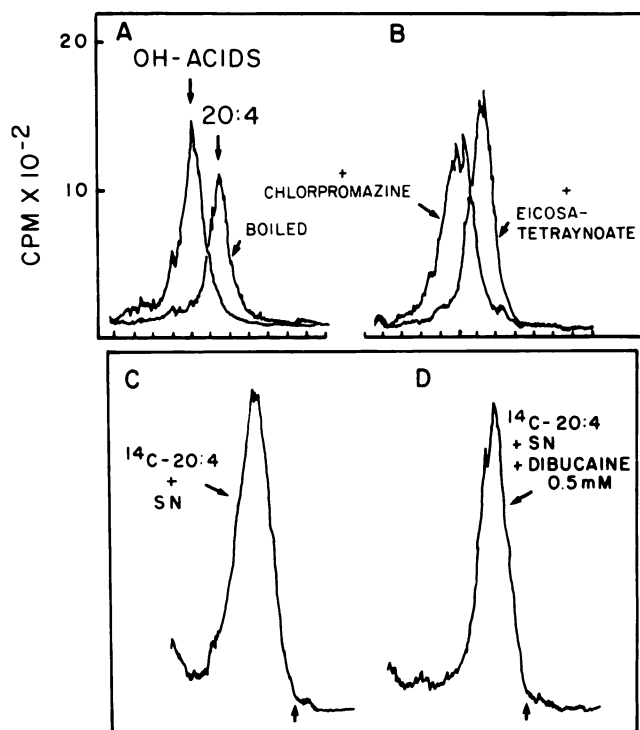 20
10
CPM X 10-2
A
OH-ACIDS
20:4
BOILED
B
+
CHLORPROMAZINE
+
EICOSA-
TETRAYNOATE
C
14C-20:4
+
SN
D
14C-20:4
+ SN
+ DIBUCAINE
0.5mM